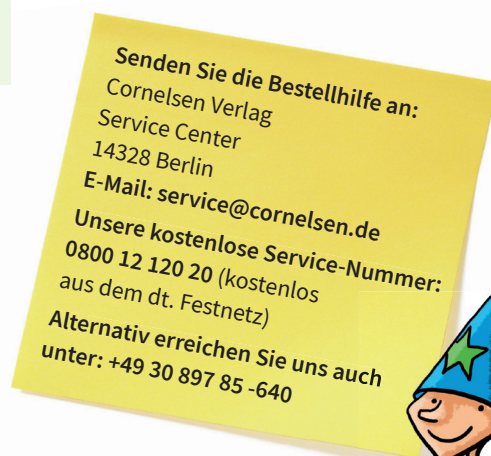 Senden Sie die Bestellhilfe an:
Cornelsen Verlag
Service Center
14328 Berlin
E-Mail: service@cornelsen.de
Unsere kostenlose Service-Nummer:
0800 12 120 20 (kostenlos
aus dem dt. Festnetz)
Alternativ erreichen Sie uns auch
unter: +49 30 897 85 -640